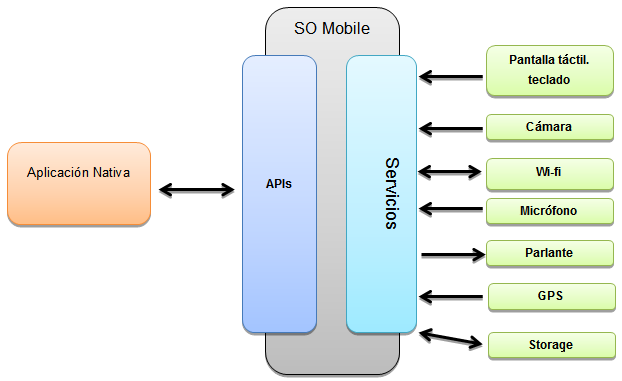 SO Mobile
Aplicación Nativa
APIs
Servicios
Pantalla táctil.
teclado
Cámara
Wi-fi
Micrófono
Parlante
GPS
Storage